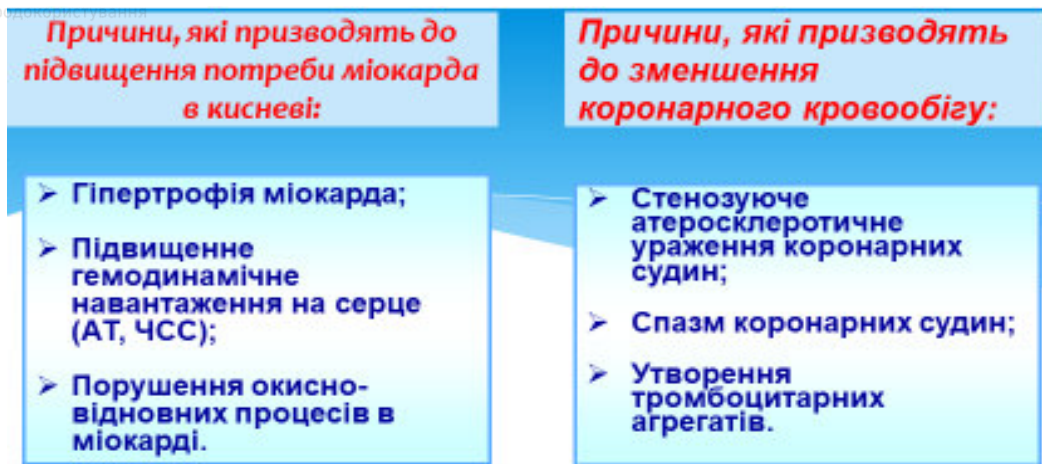 Причини, які призводять до
підвищення потреби міокарда
в кисневі:
➢ Гіпертрофія міокарда;
➢ Підвищенне
гемодинамічне
навантаження на серце
(АТ, ЧСС);
➢ Порушення окисно-
відновних процесів в
міокарді.
Причини, які призводять
до зменшення
коронарного кровообігу:
➢ Стенозуюче
атеросклеротичне
ураження коронарних
судин;
➢ Спазм коронарних судин;
➢ Утворення
тромбоцитарних
агрегатів.